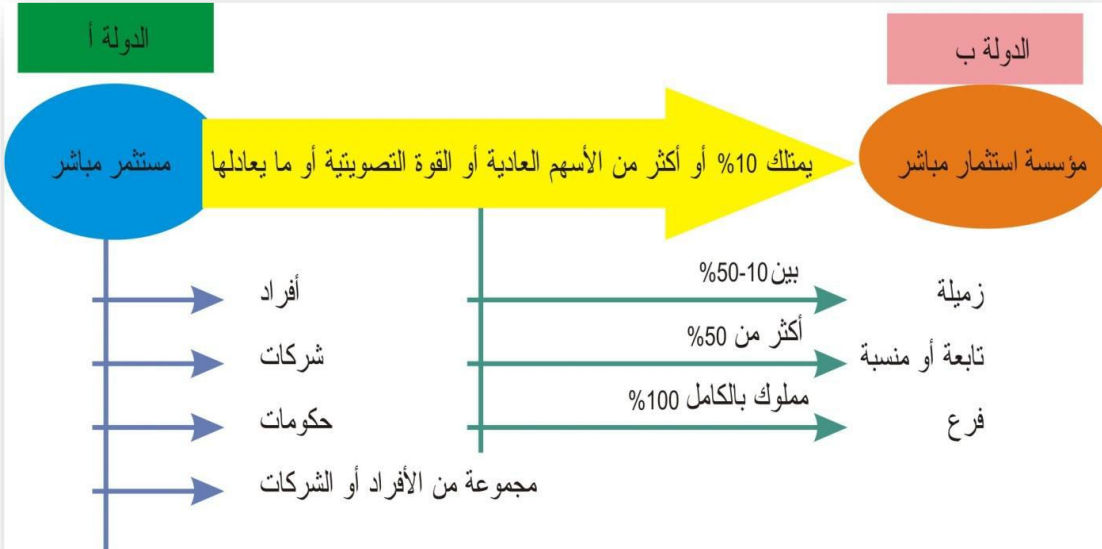 الدولة أ
الدولة ب
مستثمر مباشر
يمتلك 10% أو أكثر من الأسهم العادية أو القوة التصويتية أو ما يعادلها
مؤسسة استثمار مباشر
أفراد
شركات
حكومات
مجموعة من الأفراد أو الشركات
بين10-50%
زميلة
أكثر من 50%
تابعة أو منسبة
مملوك بالكامل 100%
فرع